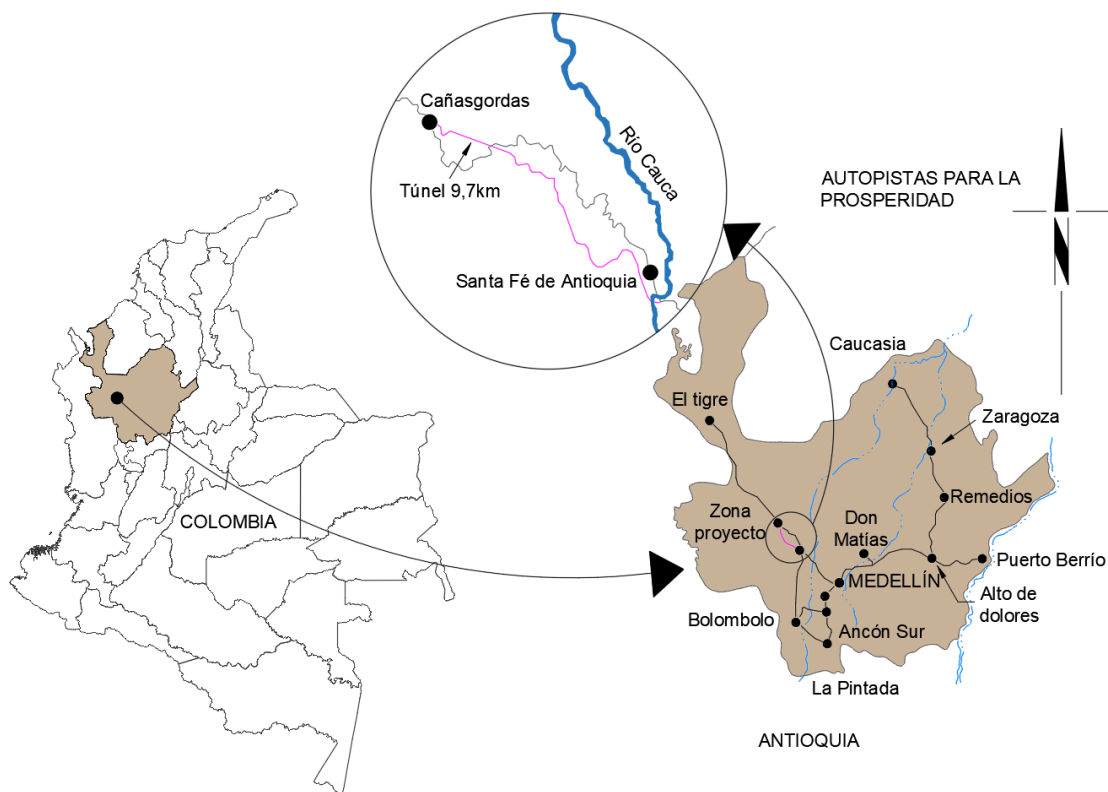 Cañasgordas
Túnel 9,7km
Río Cauca
Santa Fé de Antioquia
AUTOPISTAS PARA LA
PROSPERIDAD
N
COLOMBIA
Caucasia
El tigre
Zaragoza
Remedios
Zona
proyecto
Don
Matías
Puerto Berrío
MEDELLÍN
Alto de
dolores
Bolombolo
Ancón Sur
La Pintada
ANTIOQUIA